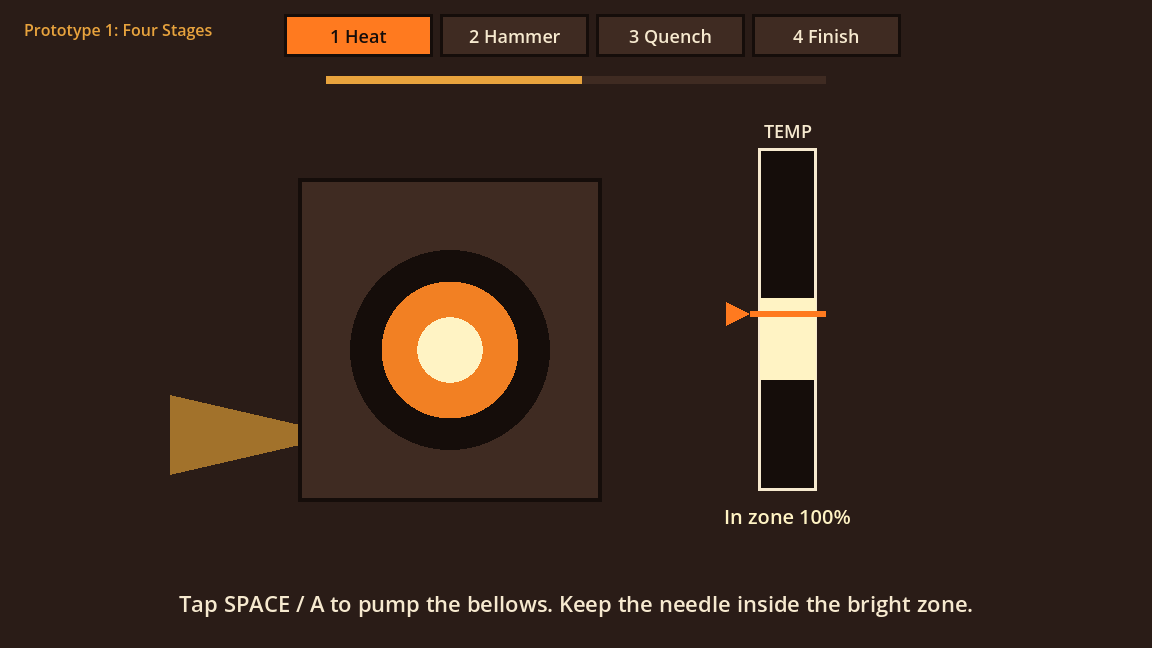 Prototype 1: Four Stages
1 Heat
2 Hammer
3 Quench
4 Finish
TEMP
In zone 100%
Tap SPACE / A to pump the bellows. Keep the needle inside the bright zone.